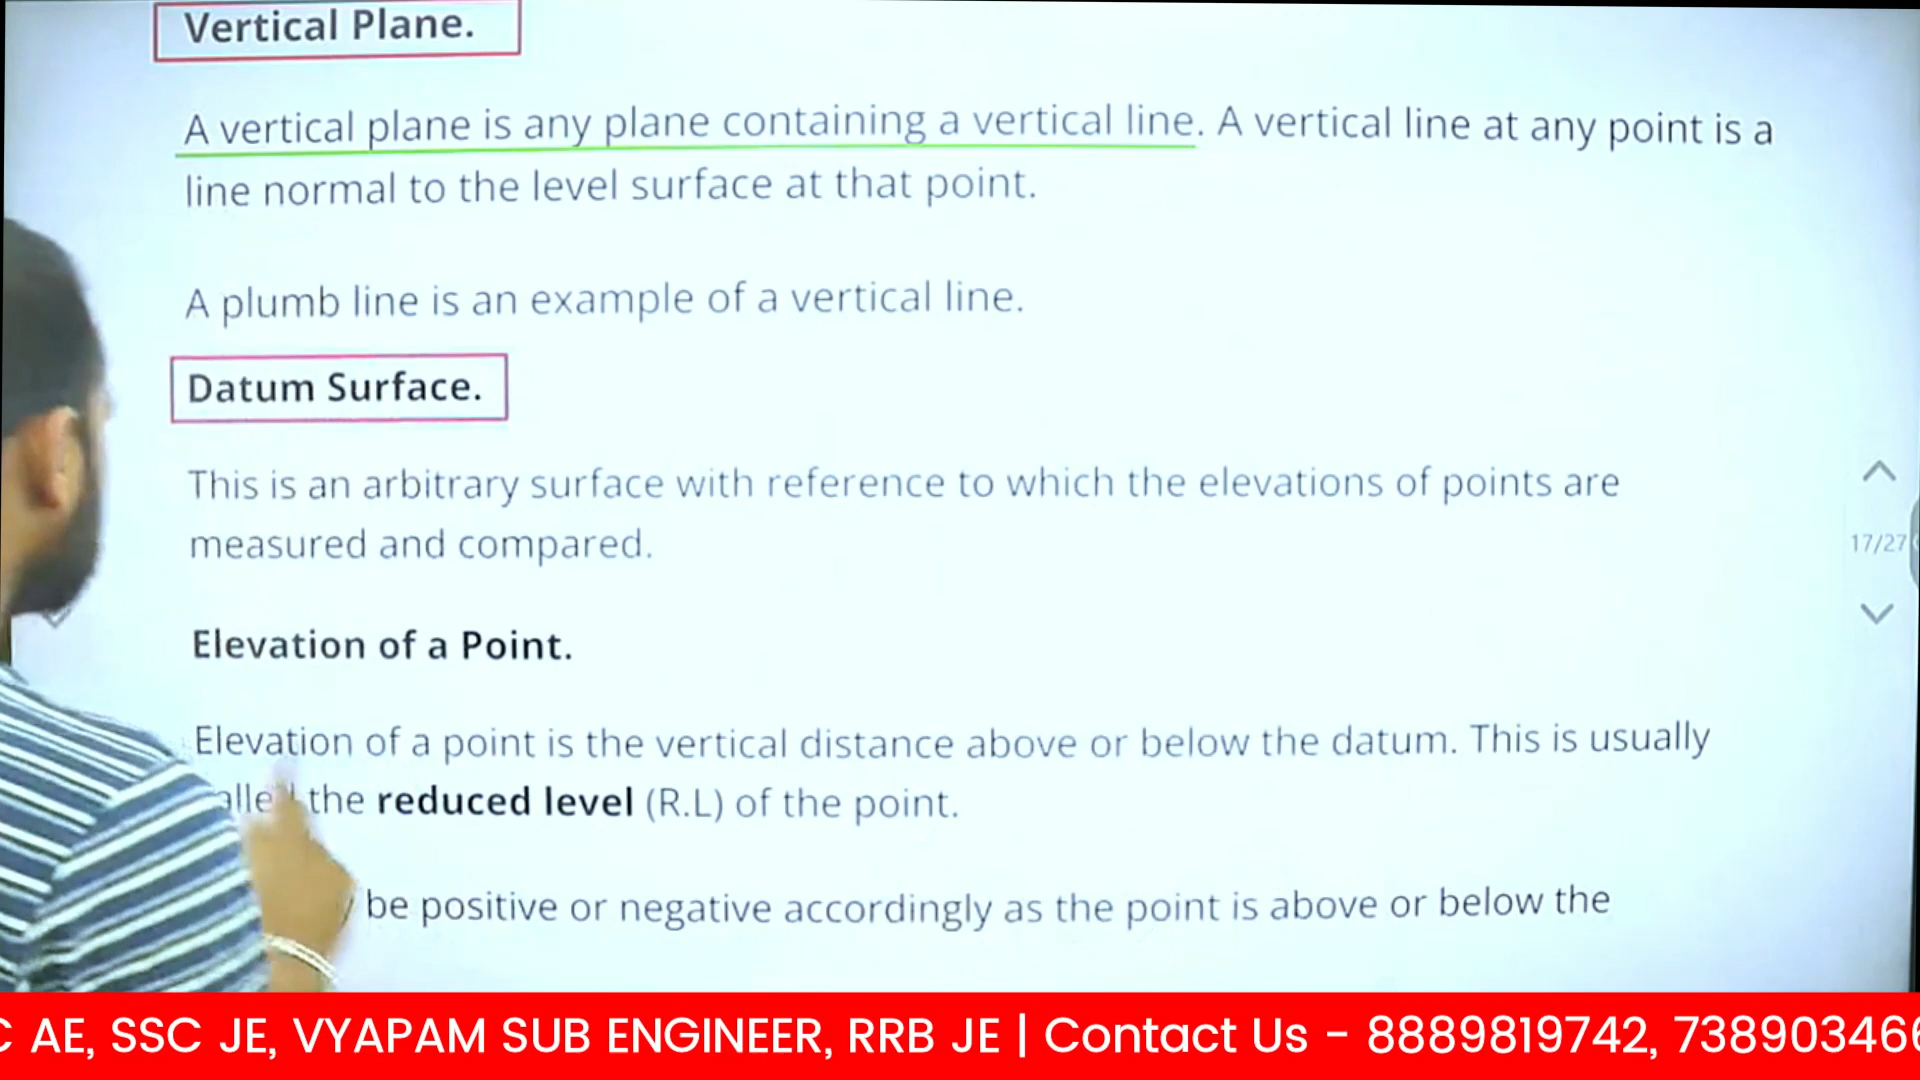 Vertical Plane.
A vertical plane is any plane containing a vertical line. A vertical line at any point is a
line normal to the level surface at that point.
A plumb line is an example of a vertical line.
Datum Surface.
This is an arbitrary surface with reference to which the elevations of points are
measured and compared.
17/27
Elevation of a Point.
Elevation of a point is the vertical distance above or below the datum. This is usually
the reduced level (R.L) of the point.
be positive or negative accordingly as the point is above or below the
AE, SSC JE, VYAPAM SUB ENGINEER, RRB JE | Contact Us - 8889819742,